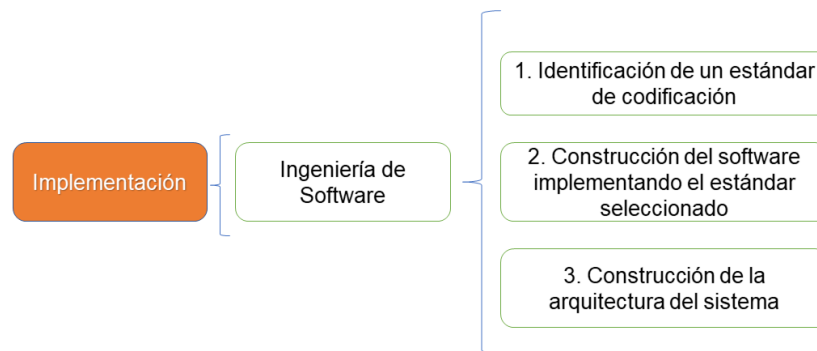 Implementación
Ingeniería de
Software
1. Identificación de un estándar
de codificación
2. Construcción del software
implementando el estándar
seleccionado
3. Construcción de la
arquitectura del sistema